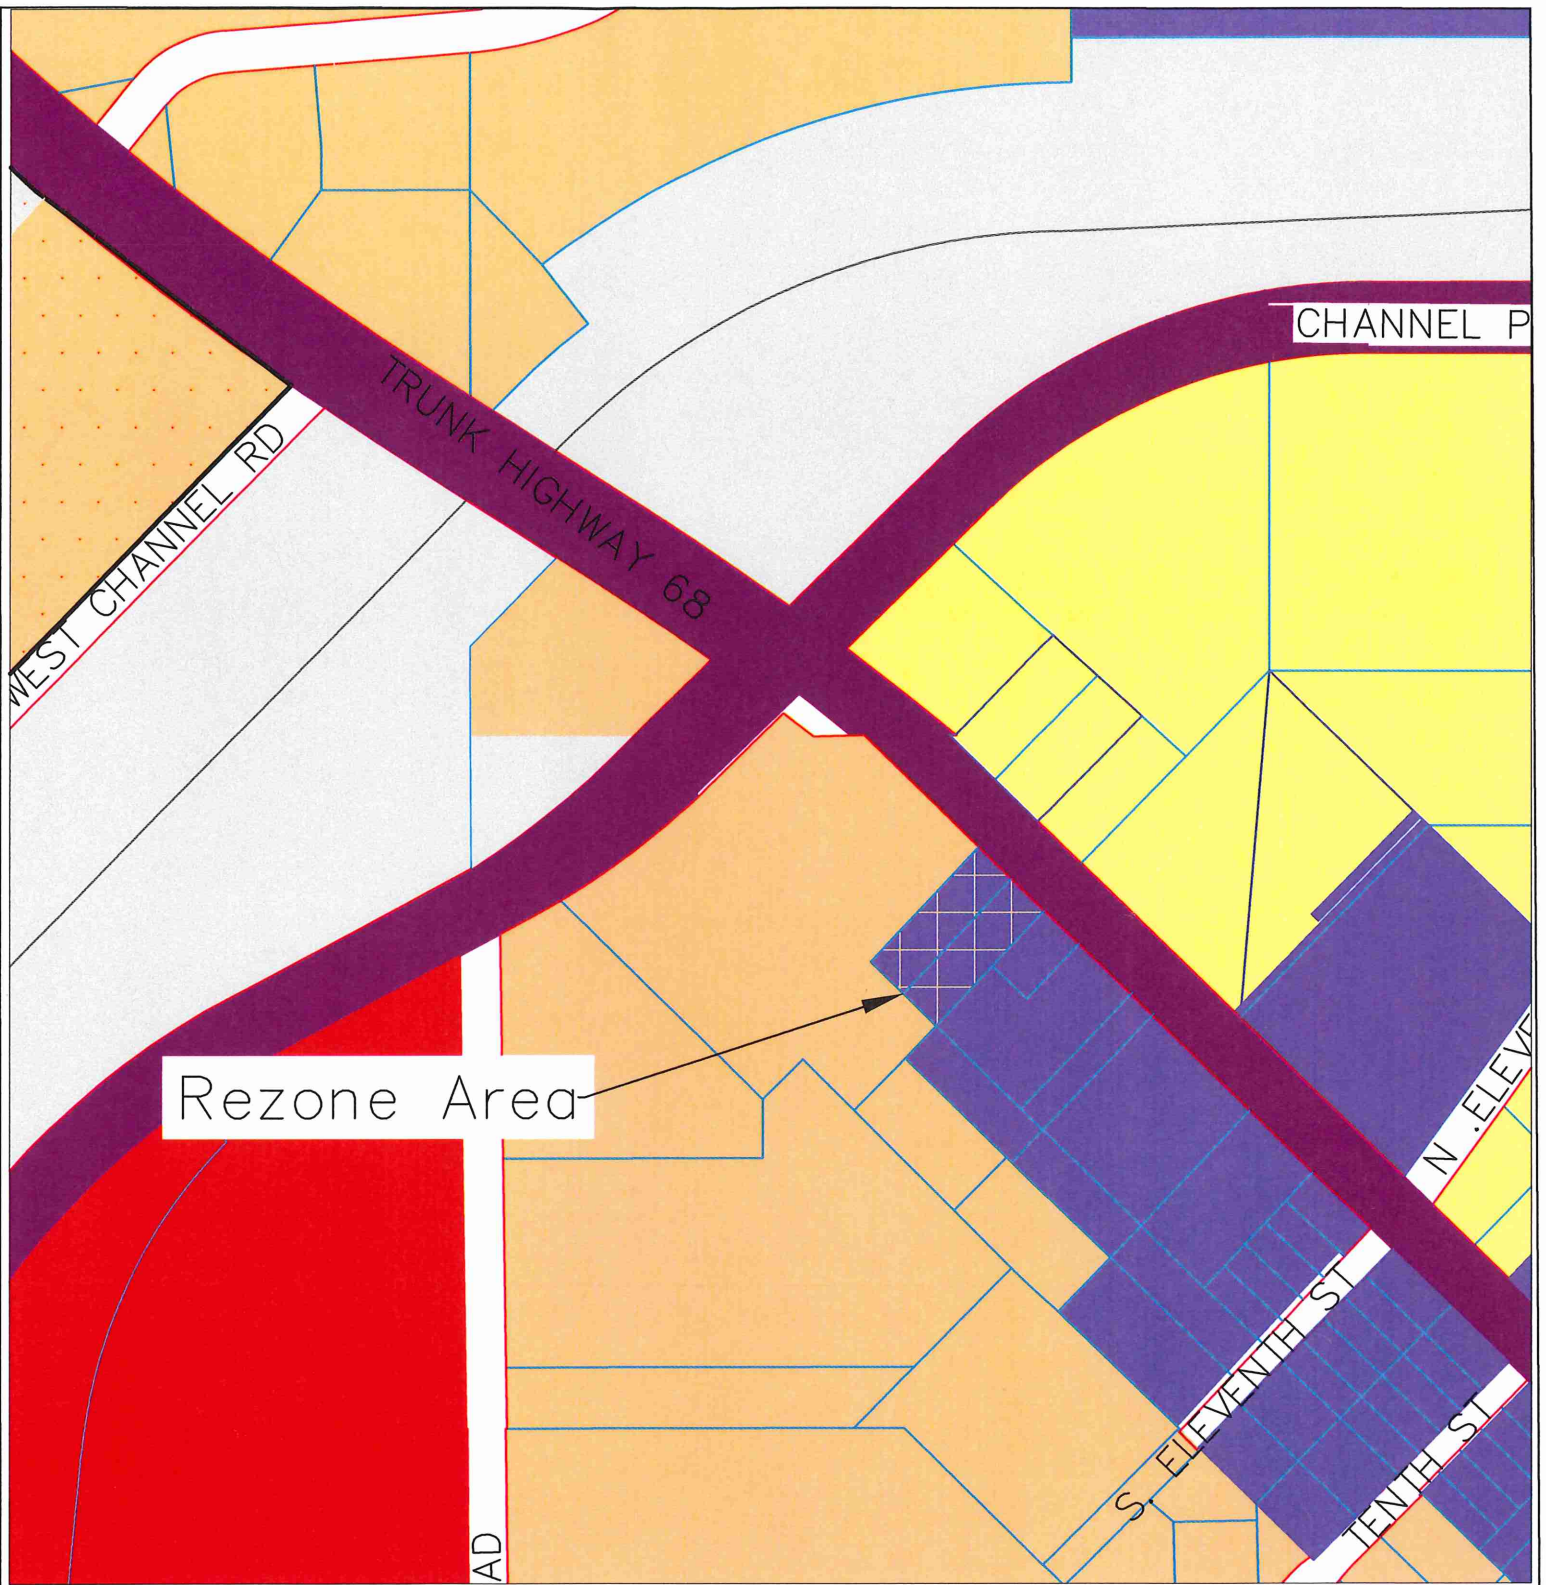 CHANNEL P
TRUNK HIGHWAY 68
WEST CHANNEL RD
Rezone Area
N .ELEVE
S. ELEVENTH ST
TENTH ST
AD